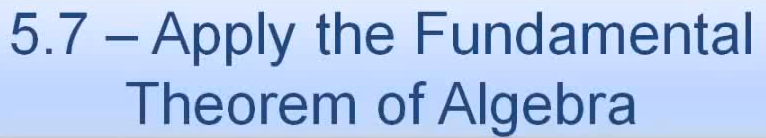 5.7 – Apply the Fundamental
Theorem of Algebra